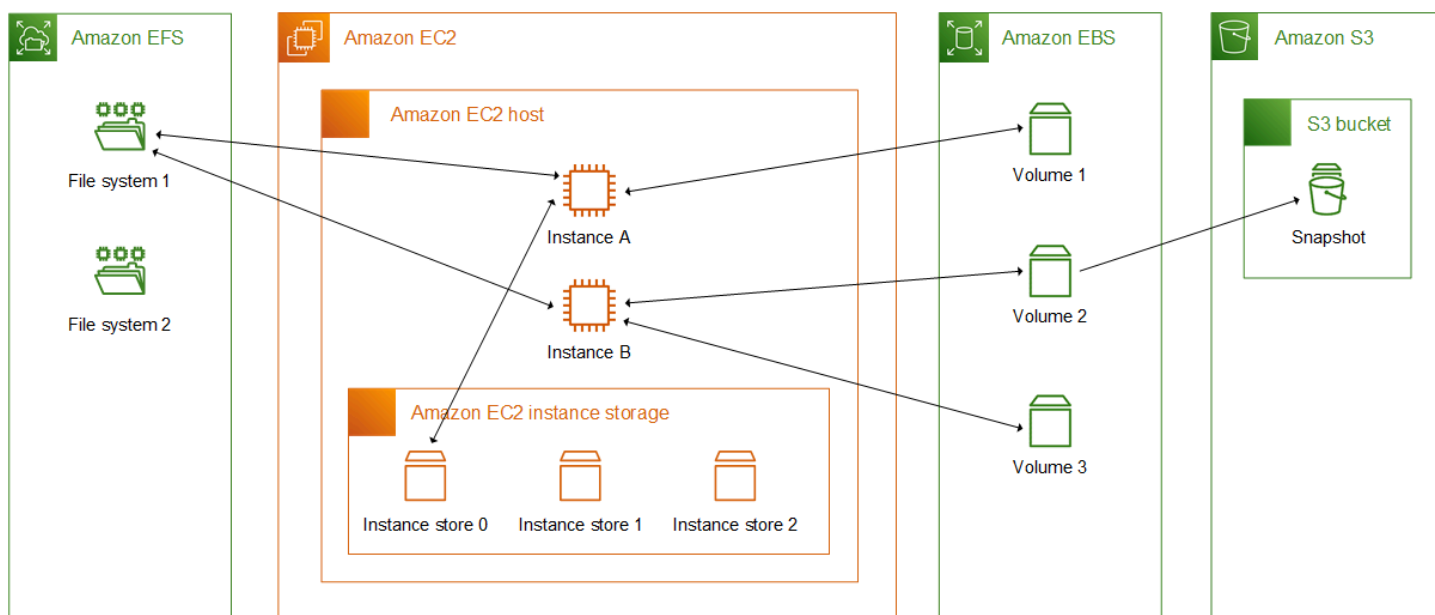 Amazon EFS
File system 1
File system 2
Amazon EC2
Amazon EC2 host
Instance A
Instance B
Amazon EC2 instance storage
Instance store 0
Instance store 1
Instance store 2
Amazon EBS
Volume 1
Volume 2
Volume 3
Amazon S3
S3 bucket
Snapshot